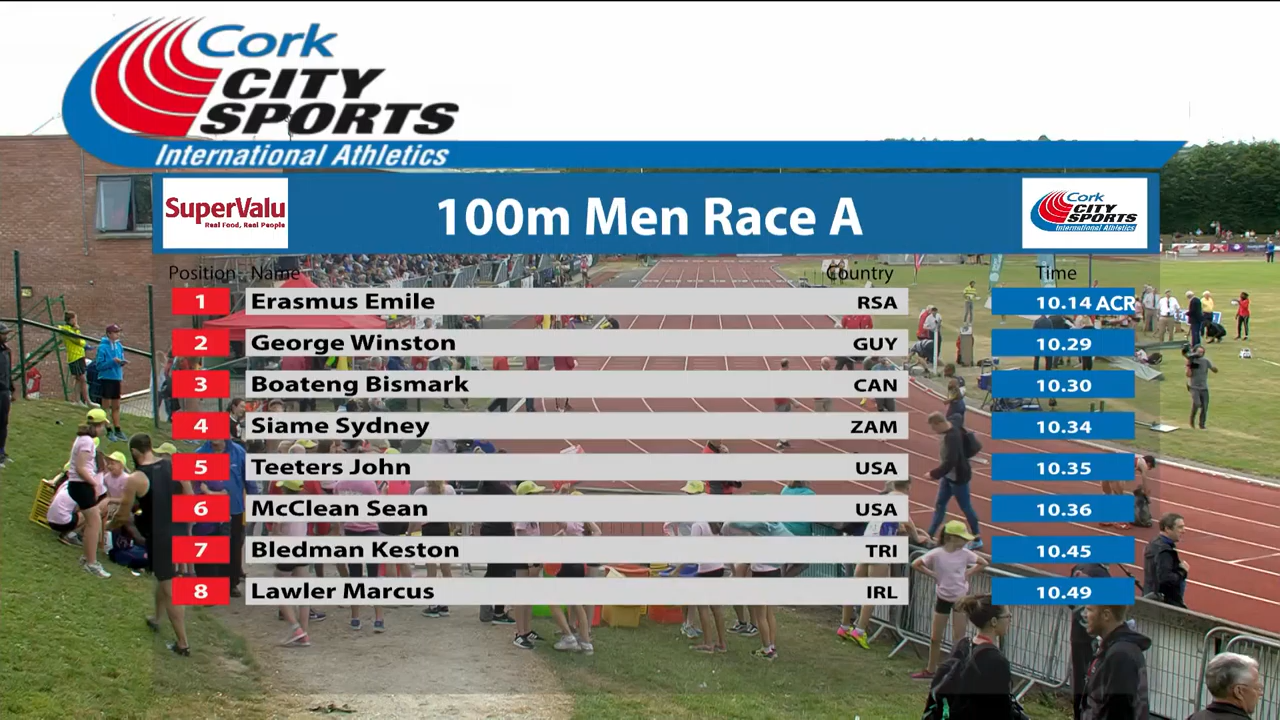 Cork
CITY
SPORTS
International Athletics
SuperValu
Real Food, Real People
100m Men Race A
Cork
CITY
SPORTS
International Athletics
Position Name Country Time
1 Erasmus Emile RSA 10.14 ACR
2 George Winston GUY 10.29
3 Boateng Bismark CAN 10.30
4 Siame Sydney ZAM 10.34
5 Teeters John USA 10.35
6 McClean Sean USA 10.36
7 Bledman Keston TRI 10.45
8 Lawler Marcus IRL 10.49